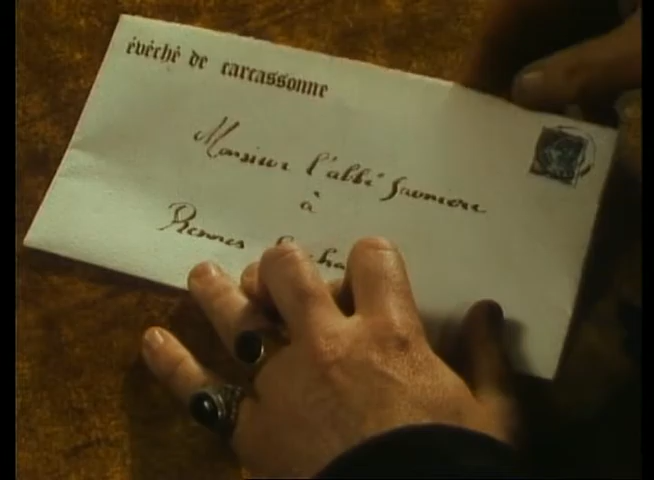 évêché de carcassonne
Monsieur l'abbé Saunière
à
Rennes